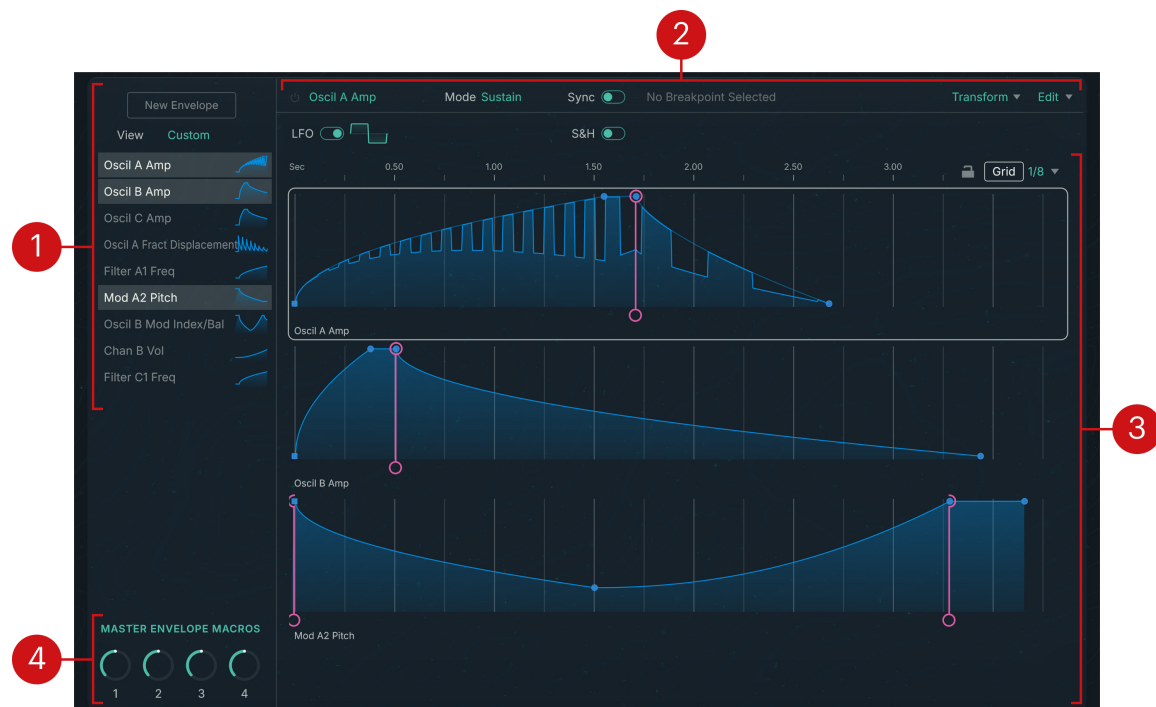 2
New Envelope
Oscil A Amp Mode Sustain Sync No Breakpoint Selected Transform Edit
View Custom
LFO S&H
Oscil A Amp
Oscil B Amp
Oscil C Amp
Oscil A Fract Displacement
Filter A1 Freq
Mod A2 Pitch
Oscil B Mod Index/Bal
Chan B Vol
Filter C1 Freq
1
Sec 0.50 1.00 1.50 2.00 2.50 3.00 Grid 1/8
Oscil A Amp
3
Oscil B Amp
Mod A2 Pitch
MASTER ENVELOPE MACROS
4
1 2 3 4